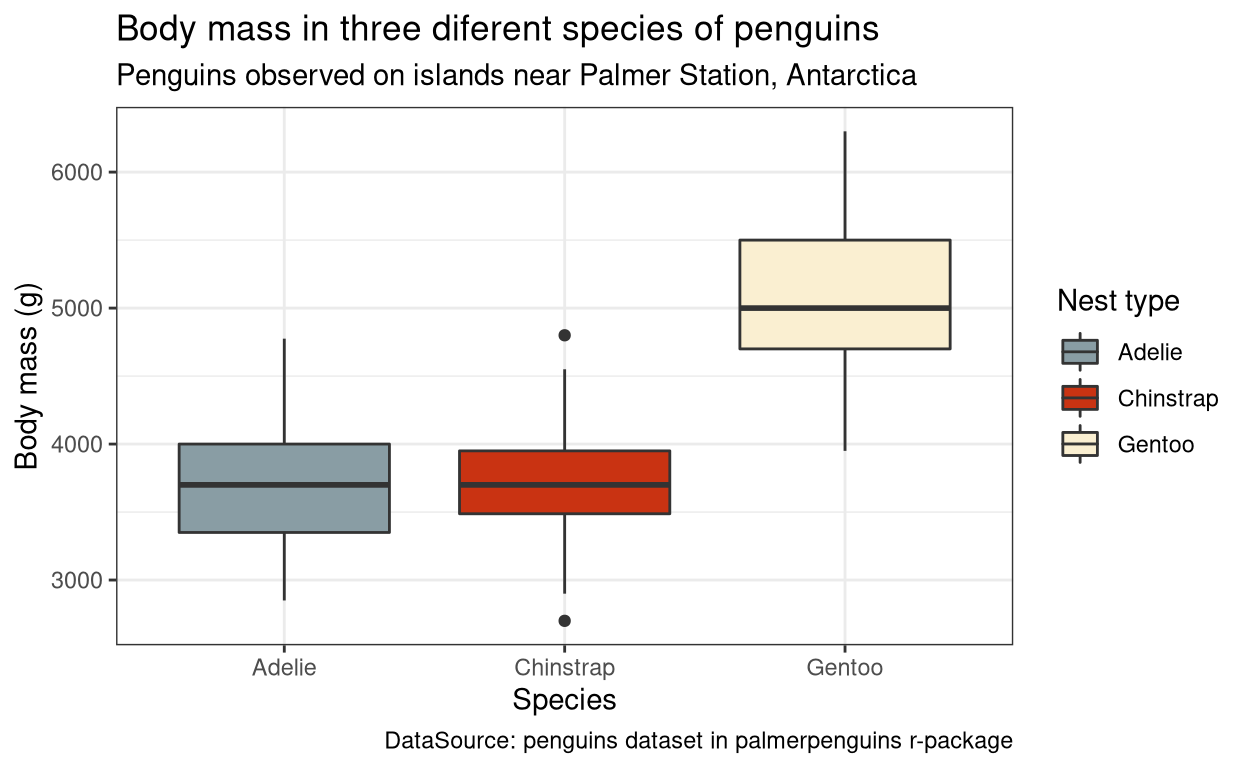 Body mass in three diferent species of penguins
Penguins observed on islands near Palmer Station, Antarctica
Body mass (g)
6000
5000
4000
3000
Adelie
Chinstrap
Gentoo
Species
Nest type
Adelie
Chinstrap
Gentoo
DataSource: penguins dataset in palmerpenguins r-package